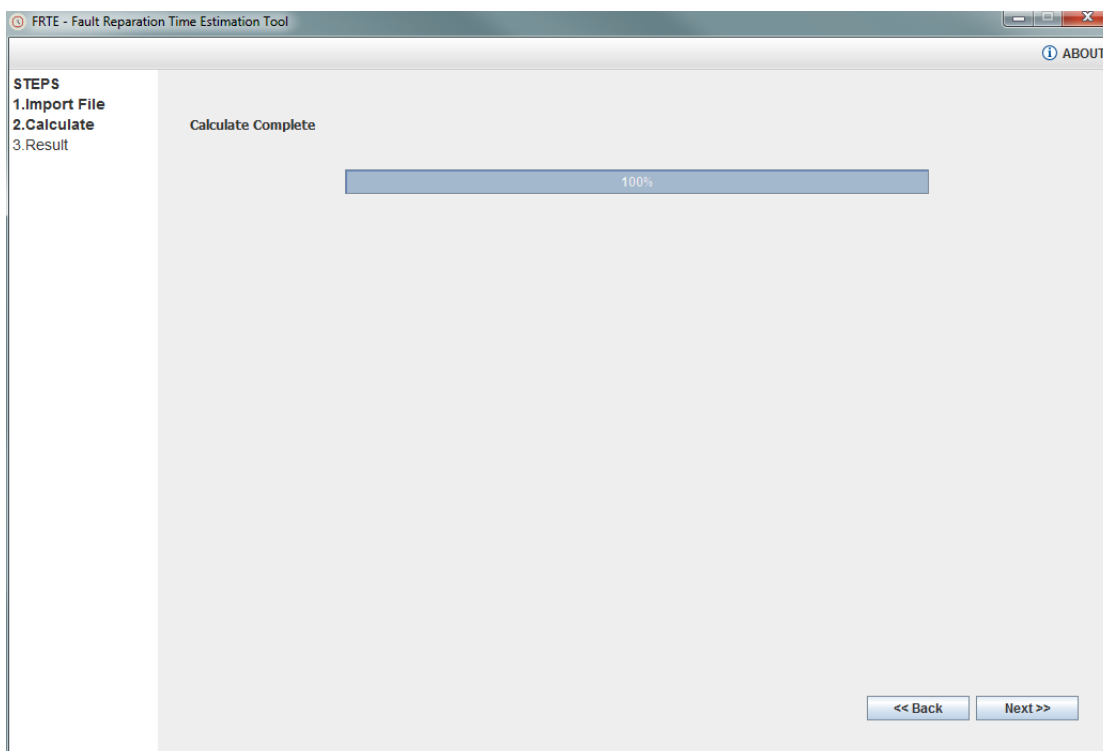 FRTE - Fault Reparation Time Estimation Tool
ABOUT
STEPS
1.Import File
2.Calculate
3.Result
Calculate Complete
100%
<< Back
Next >>